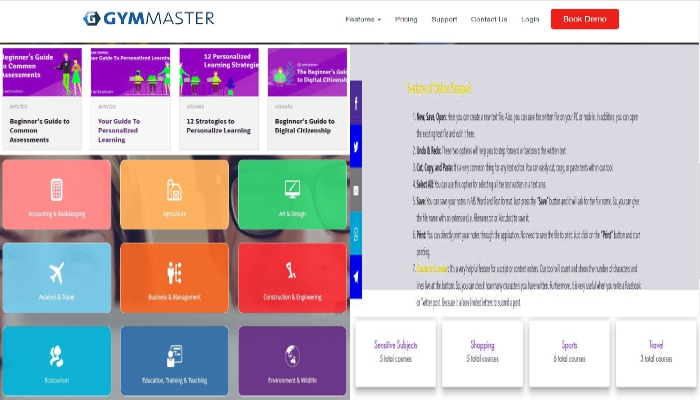 GYMMASTER
Features Pricing Support Contact Us Login Book Demo
Beginner's Guide
to Common
Assessments
Your Guide To Personalized Learning
12 Personalized
Learning Strategies
The Beginner's Guide
to Digital Citizenship
Articles
Beginner's Guide to
Common
Assessments
Articles
Your Guide To
Personalized
Learning
eBooks
12 Strategies to
Personalize Learning
eBooks
Beginner's Guide to
Digital Citizenship
Accounting & Bookkeeping
Agriculture
Art & Design
Aviation & Travel
Business & Management
Construction & Engineering
Ecotourism
Education, Training & Teaching
Environment & Wildlife
Features of Online Notepad
1. New, Save, Open: Here you can create a new text file. Also, you can save the written file on your PC or mobile. In addition, you can open
the existing text file and edit it here.
2. Undo & Redo: These two options will help you to step forward or backward the written text.
3. Cut, Copy, and Paste: It's a very common thing for any text editor. You can easily cut, copy, or paste texts within our tool.
4. Select All: You can use this option for selecting all the text written in a text area.
5. Save: You can save your notes in MS Word and Text format. Just press the "Save" button and it will ask for the file name. So, you can give
the file name with an extension(i.e. filename.txt or abc.doc) to save it.
6. Print: You can directly print your notes through the application. No need to save the file to print. Just click on the "Print" button and start
printing.
7. Character Counter: It's a very helpful feature for script or content writers. Our tool will count and shows the number of characters and
lines live at the bottom. So, you can check how many characters you have written. Furthermore, it is very useful when you write a Facebook
or Twitter post. Because it allows limited letters to submit a post.
Sensitive Subjects
5 total courses
Shopping
5 total courses
Sports
6 total courses
Travel
3 total courses